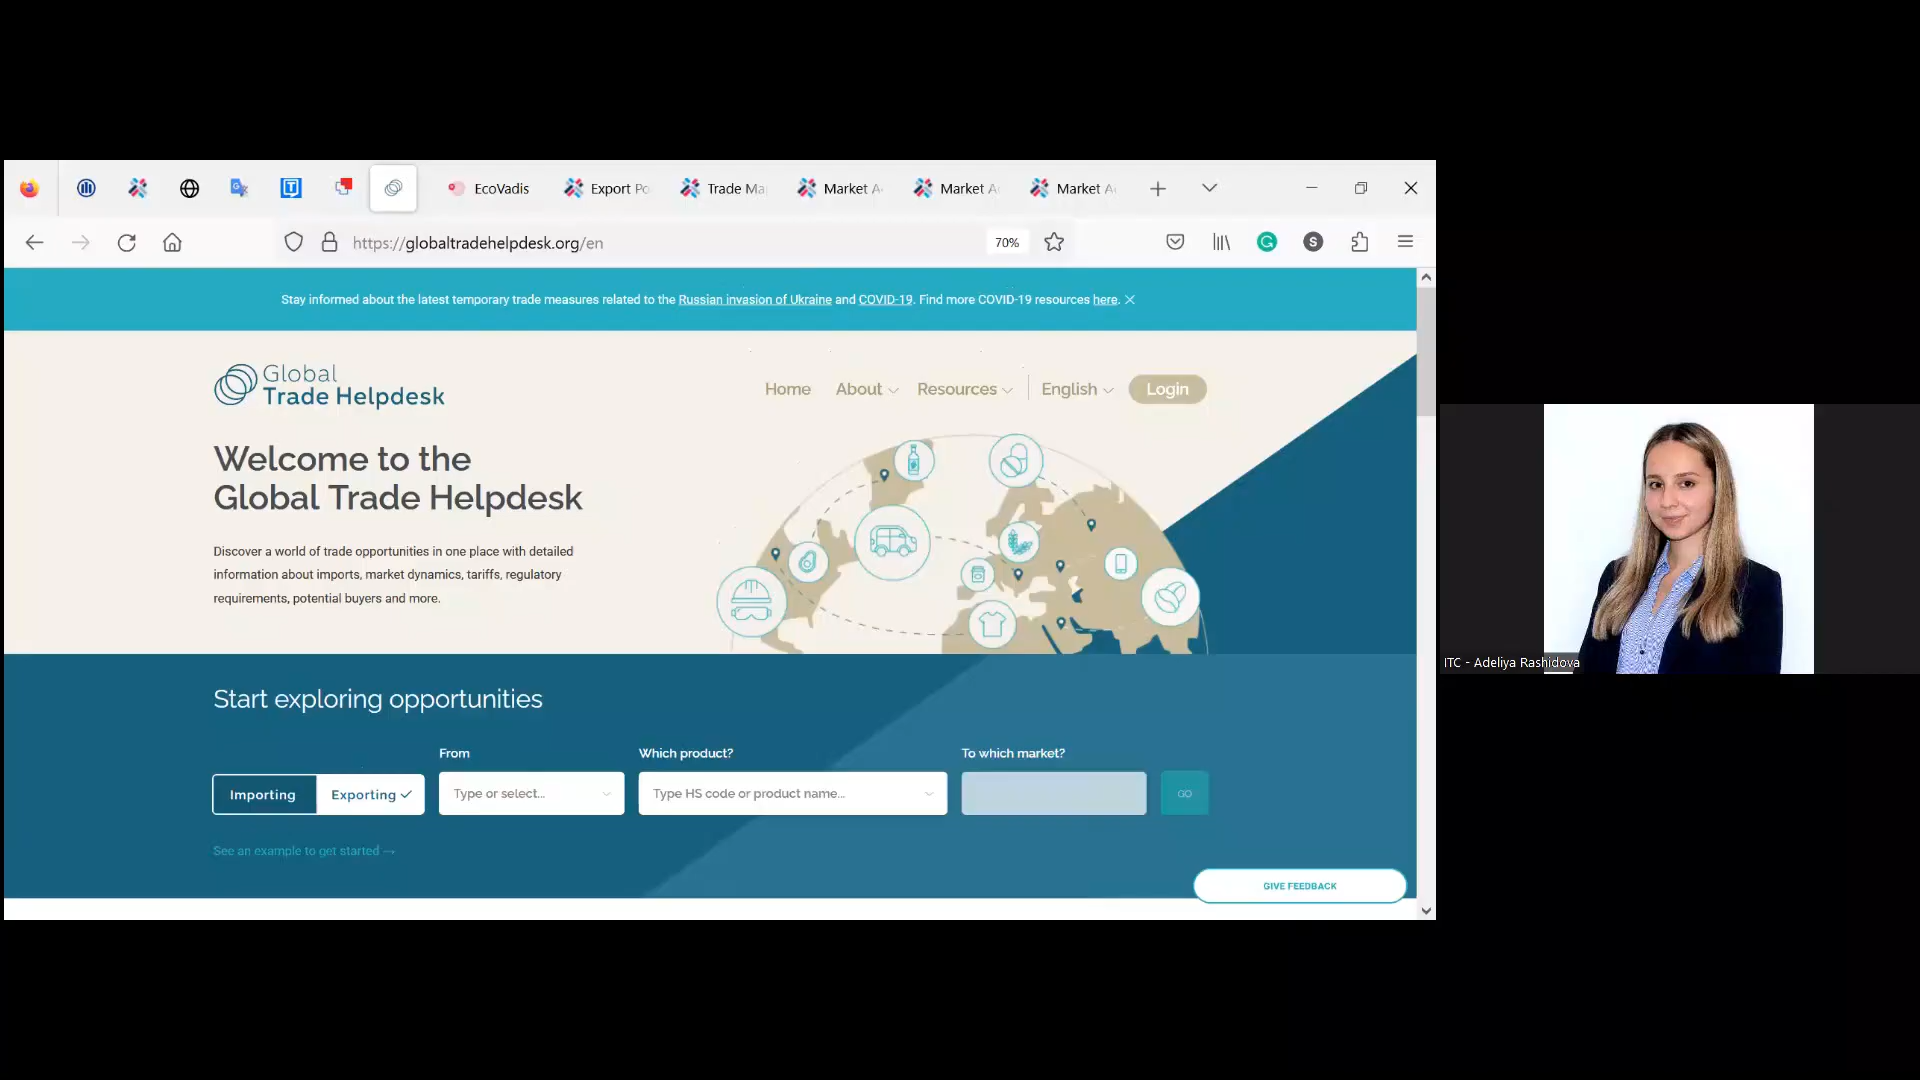 EcoVadis
Export Po
Trade Ma
Market A
Market A
Market A
https://globaltradehelpdesk.org/en
70%
Stay informed about the latest temporary trade measures related to the Russian invasion of Ukraine and COVID-19. Find more COVID-19 resources here.
Global
Trade Helpdesk
Home
About
Resources
English
Login
Welcome to the
Global Trade Helpdesk
Discover a world of trade opportunities in one place with detailed
information about imports, market dynamics, tariffs, regulatory
requirements, potential buyers and more.
ITC - Adeliya Rashidova
Start exploring opportunities
From
Which product?
To which market?
Importing
Exporting
Type or select...
Type HS code or product name...
GO
See an example to get started →
GIVE FEEDBACK